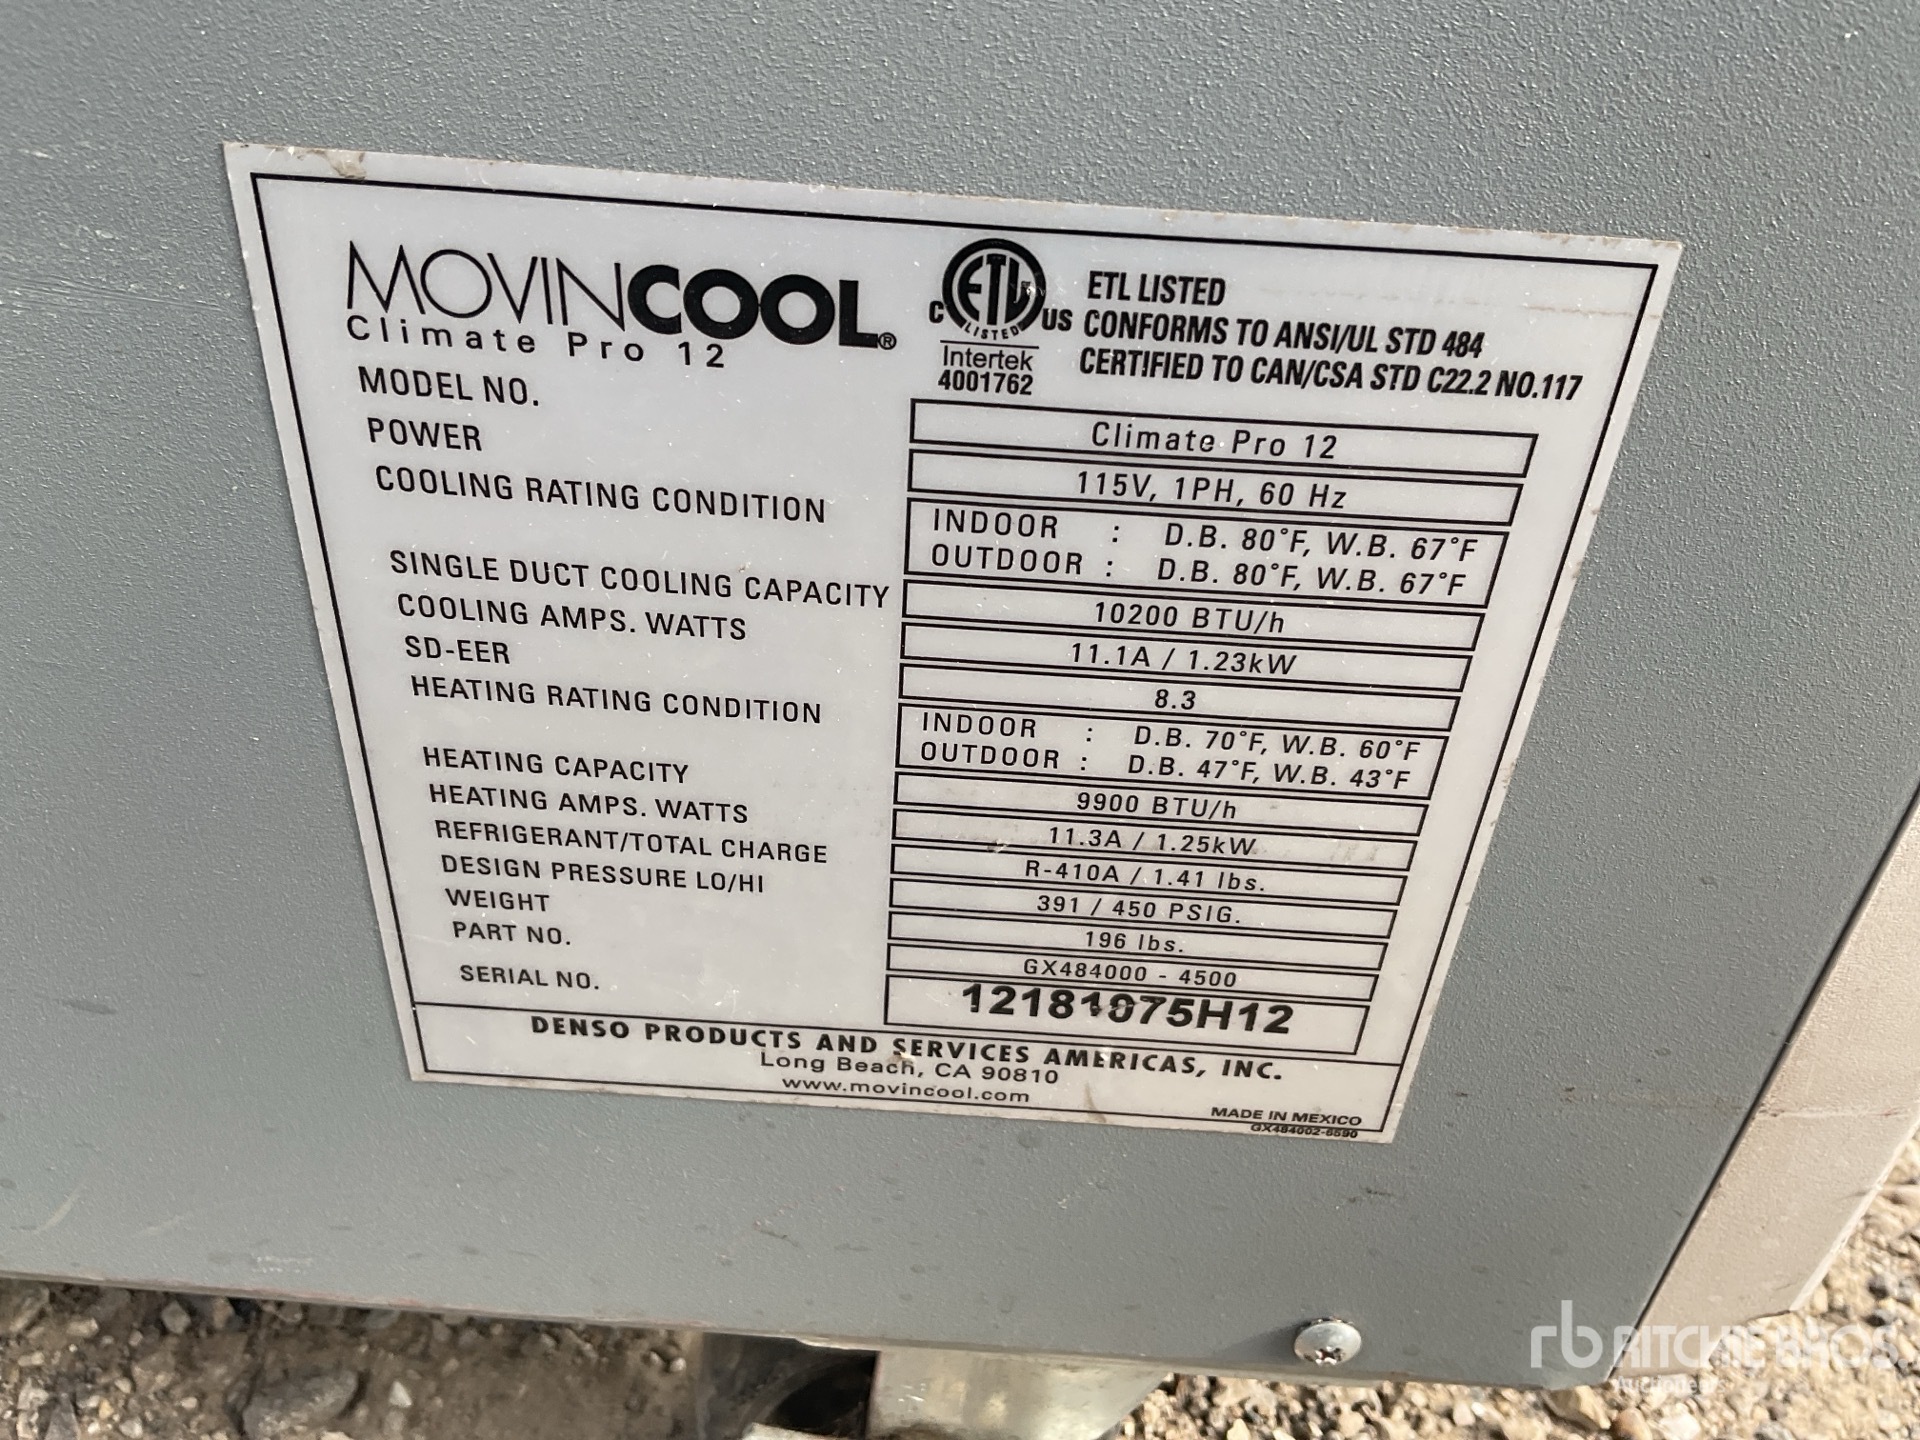 MOVINCOOL®
Climate Pro 12
C ETL LISTED US
Intertek
4001762
ETL LISTED
CONFORMS TO ANSI/UL STD 484
CERTIFIED TO CAN/CSA STD C22.2 NO.117
MODEL NO. Climate Pro 12
POWER 115V, 1PH, 60 Hz
COOLING RATING CONDITION INDOOR : D.B. 80°F, W.B. 67°F
OUTDOOR : D.B. 80°F, W.B. 67°F
SINGLE DUCT COOLING CAPACITY 10200 BTU/h
COOLING AMPS. WATTS 11.1A / 1.23kW
SD-EER 8.3
HEATING RATING CONDITION INDOOR : D.B. 70°F, W.B. 60°F
OUTDOOR : D.B. 47°F, W.B. 43°F
HEATING CAPACITY 9900 BTU/h
HEATING AMPS. WATTS 11.3A / 1.25kW
REFRIGERANT/TOTAL CHARGE R-410A / 1.41 lbs.
DESIGN PRESSURE LO/HI 391 / 450 PSIG.
WEIGHT 196 lbs.
PART NO. GX484000 - 4500
SERIAL NO. 12181075H12
DENSO PRODUCTS AND SERVICES AMERICAS, INC.
Long Beach, CA 90810
www.movincool.com
MADE IN MEXICO
GX484002-6590
rb RITCHIE BROS.
Auctioneers